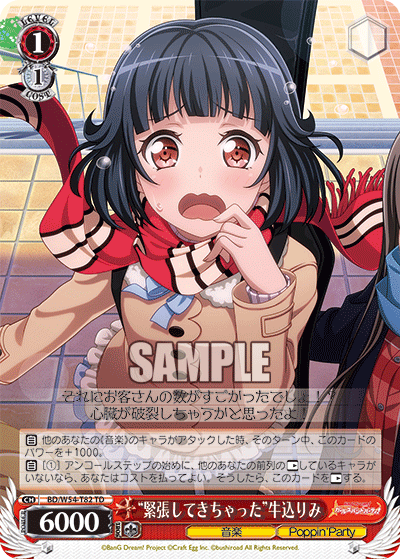 LEVEL
1
1
COST
SAMPLE
それにお客さんの数がすごかったでしょ!?
心臓が破裂しちゃうかと思ったよ!
【自】 他のあなたの《音楽》のキャラがアタックした時、そのターン中、このカードの
パワーを+1000。
【自】 [①] アンコールステップの始めに、他のあなたの前列の【レスト】しているキャラが
いないなら、あなたはコストを払ってよい。そうしたら、このカードを【レスト】する。
CH
BD/W54-T82 TD
6000
"緊張してきちゃった"牛込りみ
音楽
Poppin'Party
©BanG Dream! Project ©Craft Egg Inc. ©bushiroad All Rights Reserved.